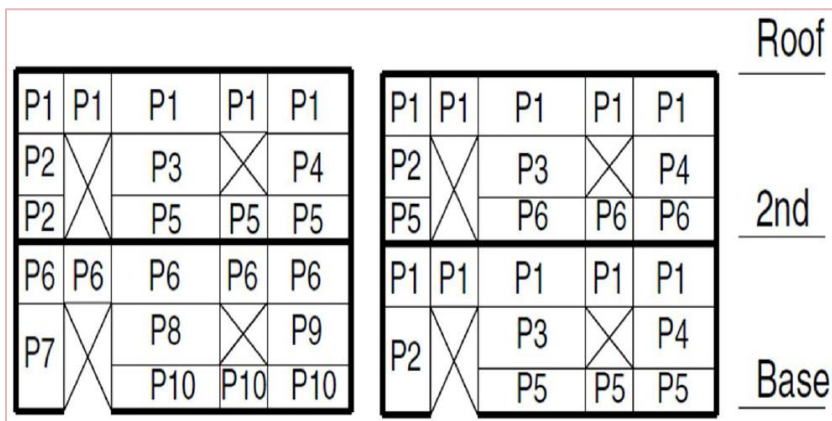 Roof
P1 P1 P1 P1 P1
P2 P3 P4
P2 P5 P5 P5
P6 P6 P6 P6 P6
P7 P8 P9
P10 P10 P10
P1 P1 P1 P1 P1
P2 P3 P4
P5 P6 P6 P6
P1 P1 P1 P1 P1
P2 P3 P4
P5 P5 P5
2nd
Base